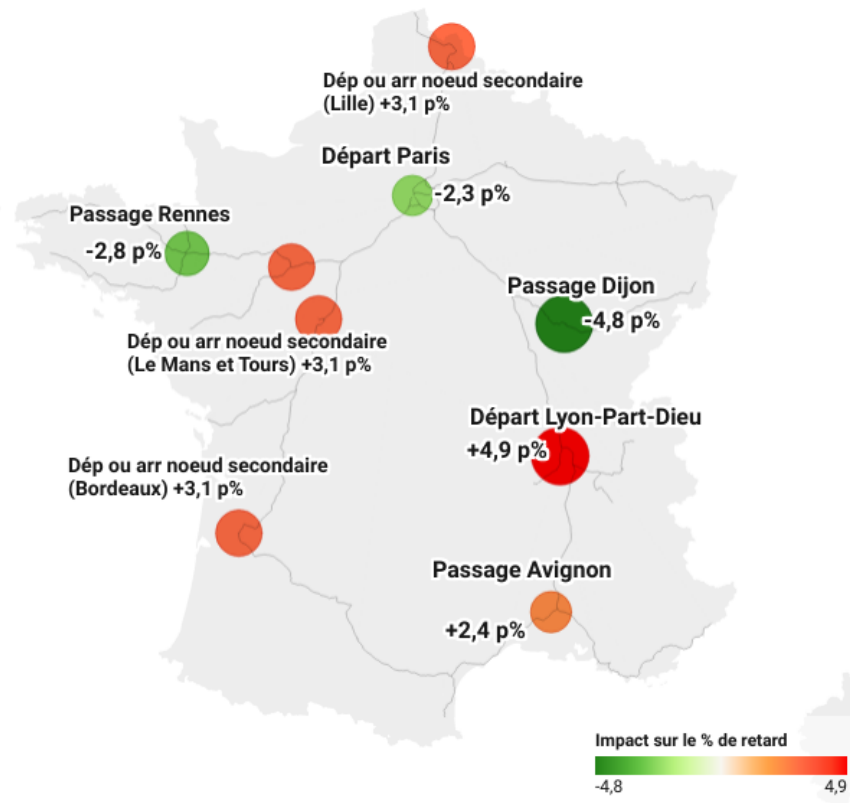 Dép ou arr noeud secondaire
(Lille) +3,1 p%
Départ Paris
-2,3 p%
Passage Rennes
-2,8 p%
Passage Dijon
-4,8 p%
Dép ou arr noeud secondaire
(Le Mans et Tours) +3,1 p%
Départ Lyon-Part-Dieu
+4,9 p%
Dép ou arr noeud secondaire
(Bordeaux) +3,1 p%
Passage Avignon
+2,4 p%
Impact sur le % de retard
-4,8
4,9